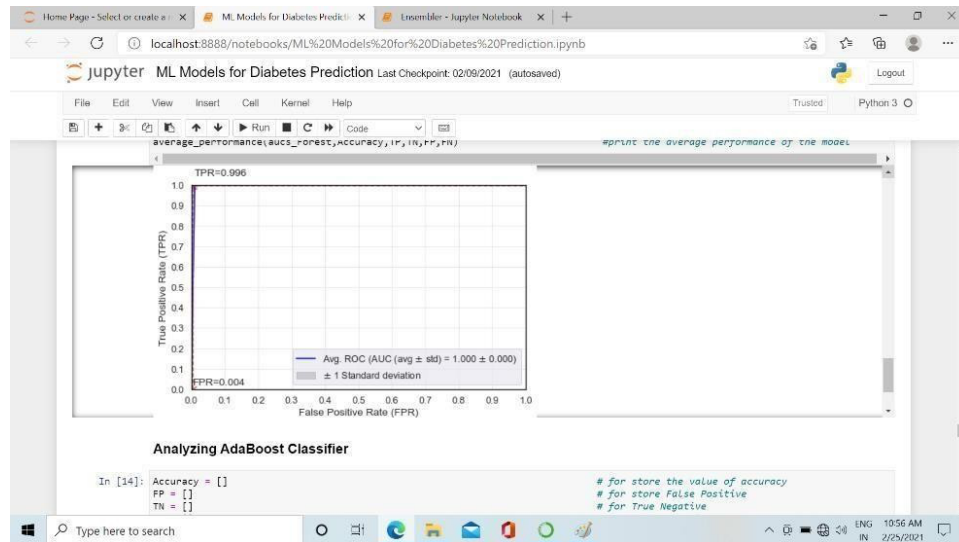 Home Page - Select or create a n
ML Models for Diabetes Predicti
Ensembler - Jupyter Notebook
localhost:8888/notebooks/ML%20Models%20for%20Diabetes%20Prediction.ipynb
jupyter ML Models for Diabetes Prediction Last Checkpoint: 02/09/2021 (autosaved)
Logout
File Edit View Insert Cell Kernel Help
Trusted Python 3
Run Code
average_performance(aucs_Forest,Accuracy,TP,TN,FP,FN) #print the average performance of the model
TPR=0.996
1.0
0.9
0.8
0.7
0.6
0.5
0.4
0.3
0.2
0.1
0.0
True Positive Rate (TPR)
Avg. ROC (AUC (avg ± std) = 1.000 ± 0.000)
± 1 Standard deviation
FPR=0.004
0.0 0.1 0.2 0.3 0.4 0.5 0.6 0.7 0.8 0.9 1.0
False Positive Rate (FPR)
Analyzing AdaBoost Classifier
In [14]: Accuracy = [] # for store the value of accuracy
FP = [] # for store False Positive
TN = [] # for True Negative
Type here to search
ENG 10:56 AM
IN 2/25/2021